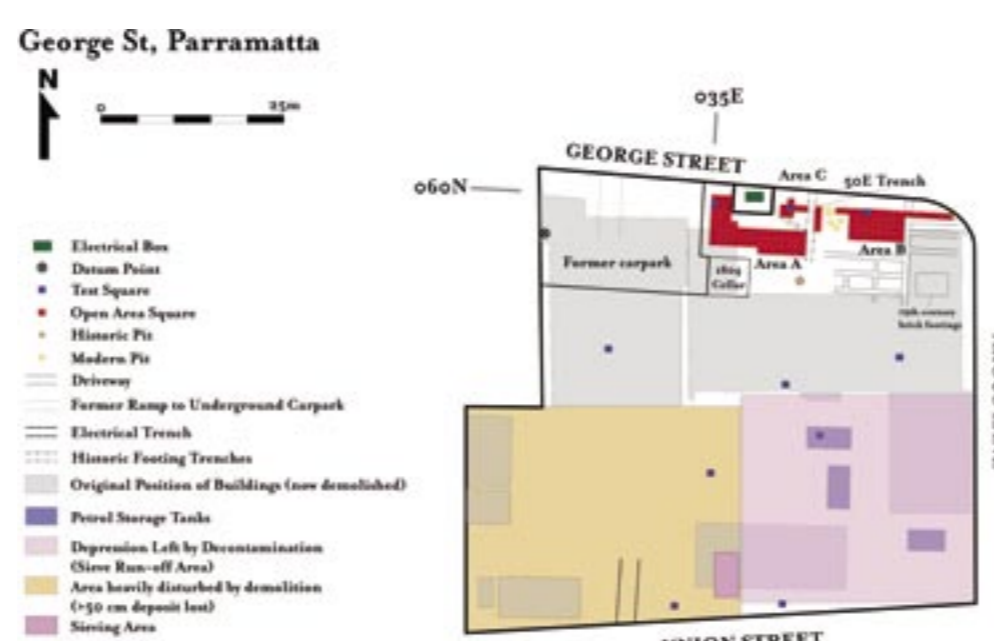 George St, Parramatta
N
0 25m
035E
060N
GEORGE STREET
Area C
50E Trench
Former carpark
Area A
Area B
Cellar
19th century
brick footings
Electrical Box
Datum Point
Test Square
Open Area Square
Historic Pit
Modern Pit
Driveway
Former Ramp to Underground Carpark
Electrical Trench
Historic Footing Trenches
Original Position of Buildings (now demolished)
Petrol Storage Tanks
Depression Left by Decontamination
(Sieve Run-off Area)
Area heavily disturbed by demolition
(>50 cm deposit lost)
Sieving Area
UNION STREET